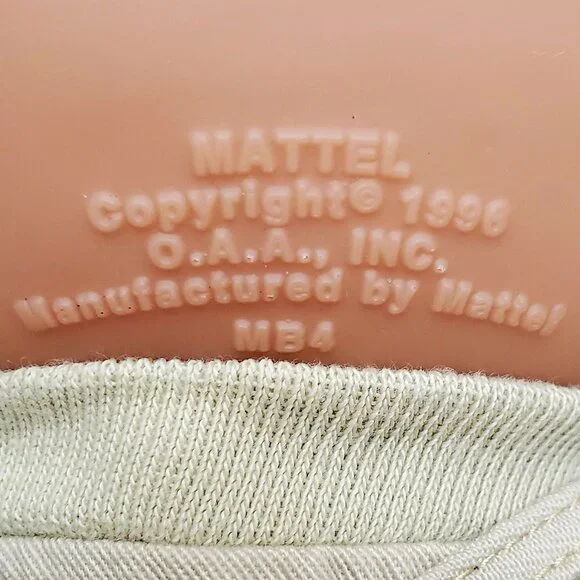 MATTEL
Copyright© 1996
O.A.A., INC.
Manufactured by Mattel
MB4